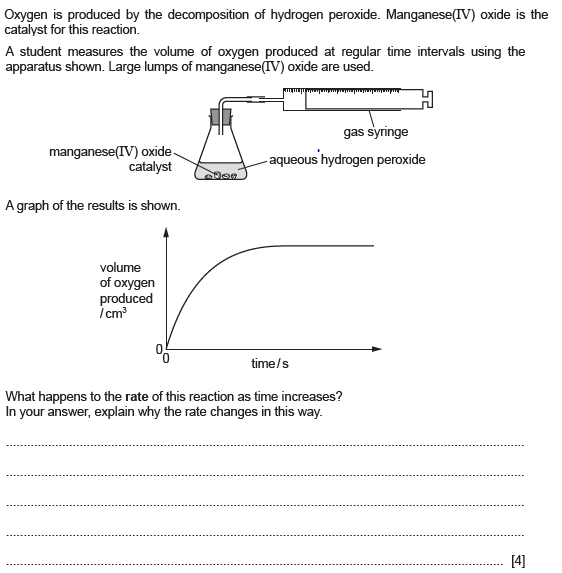 Oxygen is produced by the decomposition of hydrogen peroxide. Manganese(IV) oxide is the
catalyst for this reaction.
A student measures the volume of oxygen produced at regular time intervals using the
apparatus shown. Large lumps of manganese(IV) oxide are used.
gas syringe
manganese(IV) oxide
catalyst
aqueous hydrogen peroxide
A graph of the results is shown.
volume
of oxygen
produced
/cm³
0
0
time/s
What happens to the rate of this reaction as time increases?
In your answer, explain why the rate changes in this way.
[4]